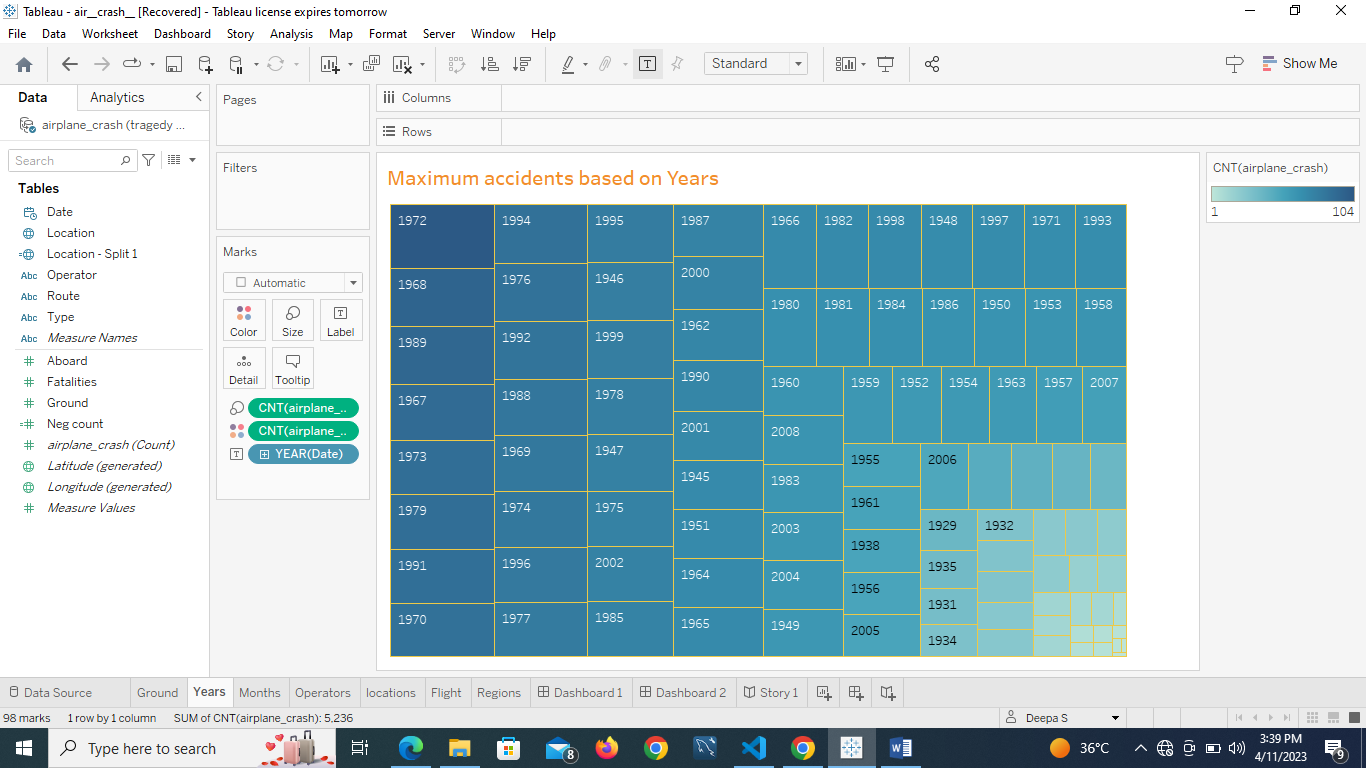 Tableau - air__crash__ [Recovered] - Tableau license expires tomorrow
File Data Worksheet Dashboard Story Analysis Map Format Server Window Help
Standard
Show Me
Data Analytics
airplane_crash (tragedy ...
Search
Tables
Date
Location
Location - Split 1
Abc Operator
Abc Route
Abc Type
Abc Measure Names
Aboard
Fatalities
Ground
Neg count
airplane_crash (Count)
Latitude (generated)
Longitude (generated)
Measure Values
Pages
Filters
Marks
Automatic
Color Size Label
Detail Tooltip
CNT(airplane_..
CNT(airplane_..
YEAR(Date)
Columns
Rows
Maximum accidents based on Years
1972
1968
1989
1967
1973
1979
1991
1970
1994
1976
1992
1988
1969
1974
1996
1977
1995
1946
1999
1978
1947
1975
2002
1985
1987
2000
1962
1990
2001
1945
1951
1964
1965
1966 1982 1998 1948 1997 1971 1993
1980 1981 1984 1986 1950 1953 1958
1960
2008
1983
2003
2004
1949
1959 1952 1954 1963 1957 2007
1955
1961
1938
1956
2005
2006
1929
1935
1931
1934
1932
CNT(airplane_crash)
1 104
Data Source Ground Years Months Operators locations Flight Regions Dashboard 1 Dashboard 2 Story 1
98 marks 1 row by 1 column SUM of CNT(airplane_crash): 5,236
Deepa S
Type here to search
8
36°C
3:39 PM
4/11/2023
9